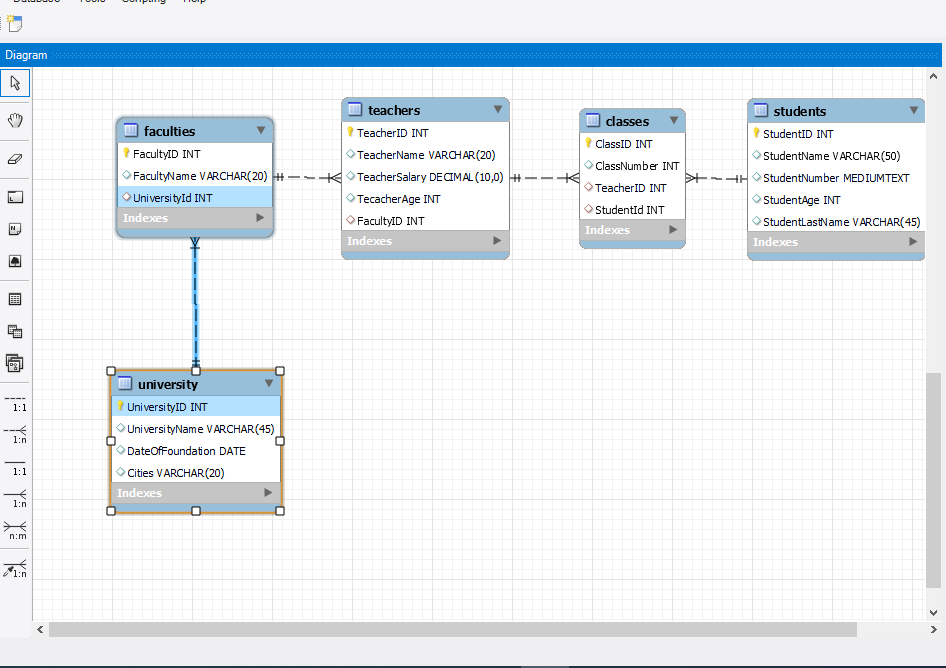 Database Tools Scripting Help
Diagram
faculties
FacultyID INT
FacultyName VARCHAR(20)
UniversityId INT
Indexes
teachers
TeacherID INT
TeacherName VARCHAR(20)
TeacherSalary DECIMAL(10,0)
TecacherAge INT
FacultyID INT
Indexes
classes
ClassID INT
ClassNumber INT
TeacherID INT
StudentId INT
Indexes
students
StudentID INT
StudentName VARCHAR(50)
StudentNumber MEDIUMTEXT
StudentAge INT
StudentLastName VARCHAR(45)
Indexes
university
UniversityID INT
UniversityName VARCHAR(45)
DateOfFoundation DATE
Cities VARCHAR(20)
Indexes
1:1
1:n
1:1
1:n
n:m
1:n